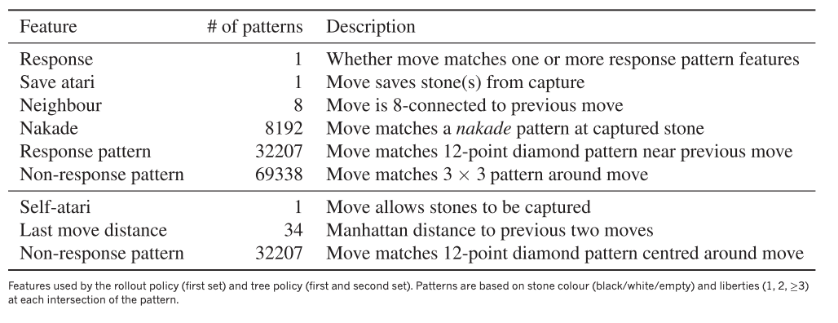 Feature # of patterns Description
Response 1 Whether move matches one or more response pattern features
Save atari 1 Move saves stone(s) from capture
Neighbour 8 Move is 8-connected to previous move
Nakade 8192 Move matches a nakade pattern at captured stone
Response pattern 32207 Move matches 12-point diamond pattern near previous move
Non-response pattern 69338 Move matches 3 × 3 pattern around move
Self-atari 1 Move allows stones to be captured
Last move distance 34 Manhattan distance to previous two moves
Non-response pattern 32207 Move matches 12-point diamond pattern centred around move
Features used by the rollout policy (first set) and tree policy (first and second set). Patterns are based on stone colour (black/white/empty) and liberties (1, 2, ≥3)
at each intersection of the pattern.